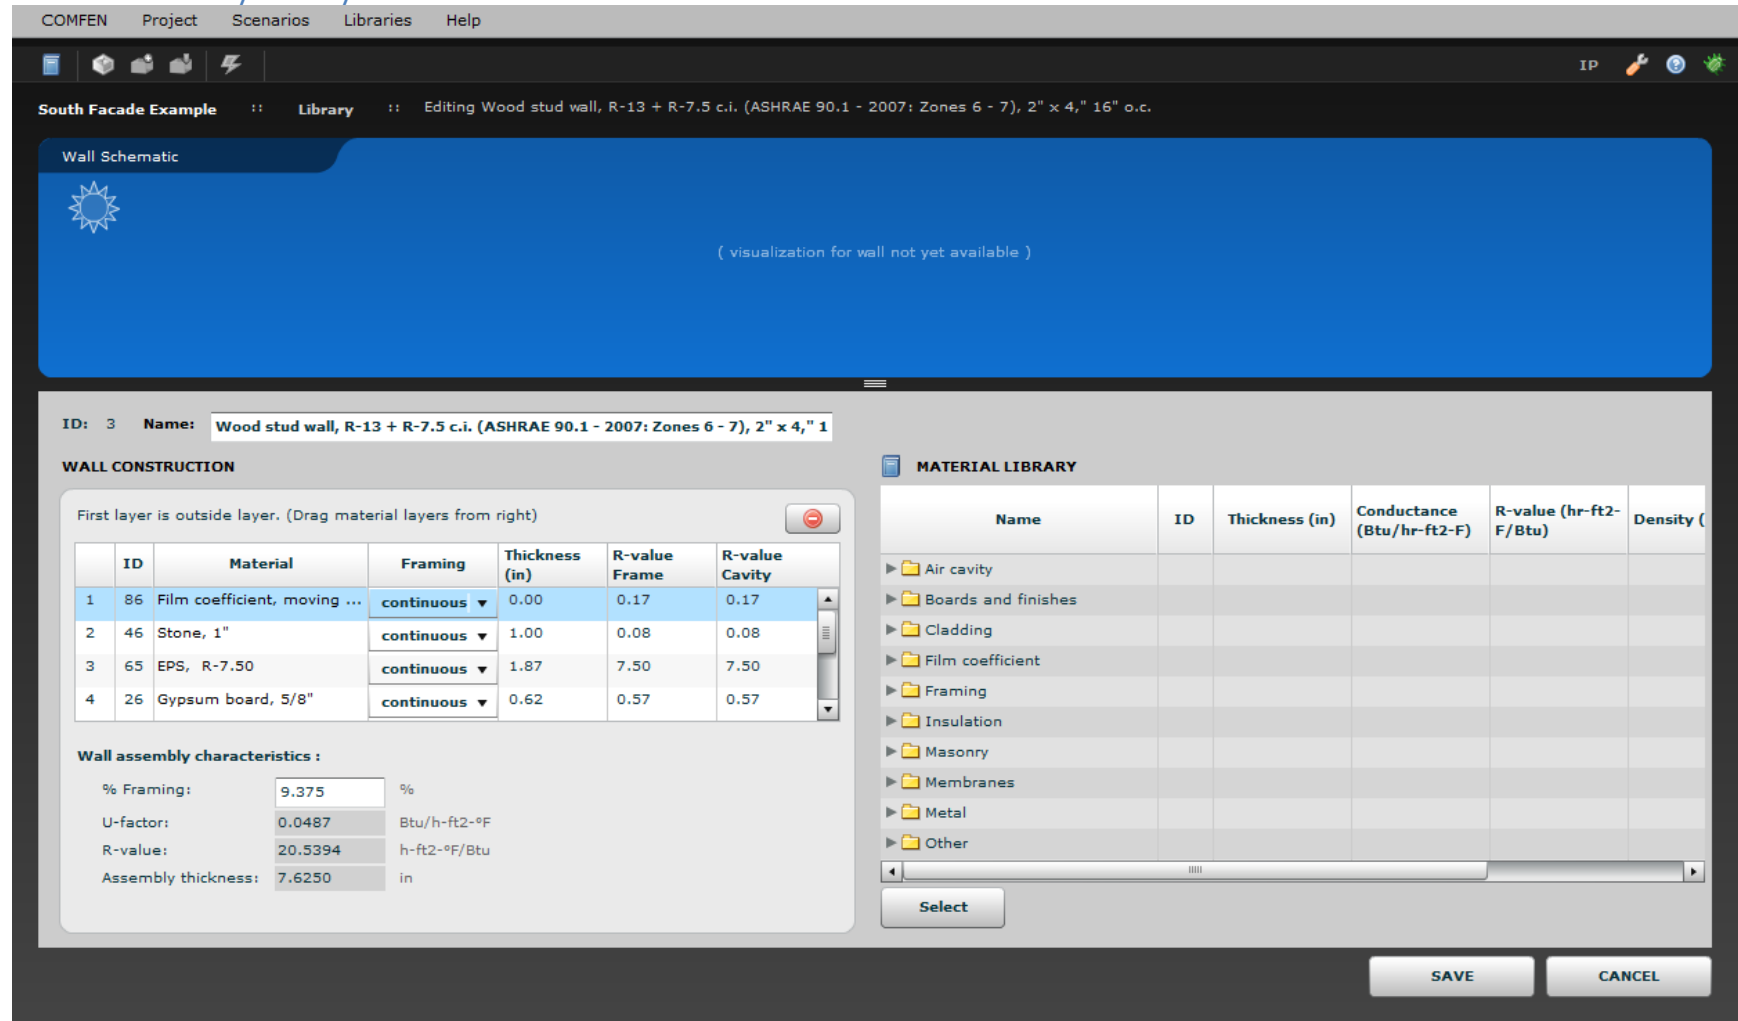 COMFEN Project Scenarios Libraries Help
IP
South Facade Example :: Library :: Editing Wood stud wall, R-13 + R-7.5 c.i. (ASHRAE 90.1 - 2007: Zones 6 - 7), 2" x 4," 16" o.c.
Wall Schematic
( visualization for wall not yet available )
ID: 3 Name: Wood stud wall, R-13 + R-7.5 c.i. (ASHRAE 90.1 - 2007: Zones 6 - 7), 2" x 4," 1
WALL CONSTRUCTION
First layer is outside layer. (Drag material layers from right)
ID Material Framing Thickness (in) R-value Frame R-value Cavity
1 86 Film coefficient, moving ... continuous 0.00 0.17 0.17
2 46 Stone, 1" continuous 1.00 0.08 0.08
3 65 EPS, R-7.50 continuous 1.87 7.50 7.50
4 26 Gypsum board, 5/8" continuous 0.62 0.57 0.57
Wall assembly characteristics :
% Framing: 9.375 %
U-factor: 0.0487 Btu/h-ft2-ºF
R-value: 20.5394 h-ft2-ºF/Btu
Assembly thickness: 7.6250 in
MATERIAL LIBRARY
Name ID Thickness (in) Conductance (Btu/hr-ft2-F) R-value (hr-ft2-F/Btu) Density (
Air cavity
Boards and finishes
Cladding
Film coefficient
Framing
Insulation
Masonry
Membranes
Metal
Other
Select
SAVE CANCEL